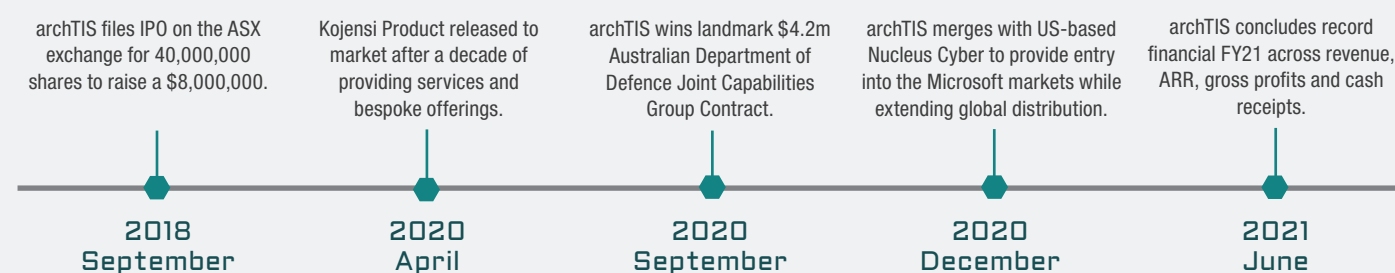 archTIS files IPO on the ASX
exchange for 40,000,000
shares to raise a $8,000,000.
2018
September
Kojensi Product released to
market after a decade of
providing services and
bespoke offerings.
2020
April
archTIS wins landmark $4.2m
Australian Department of
Defence Joint Capabilities
Group Contract.
2020
September
archTIS merges with US-based
Nucleus Cyber to provide entry
into the Microsoft markets while
extending global distribution.
2020
December
archTIS concludes record
financial FY21 across revenue,
ARR, gross profits and cash
receipts.
2021
June